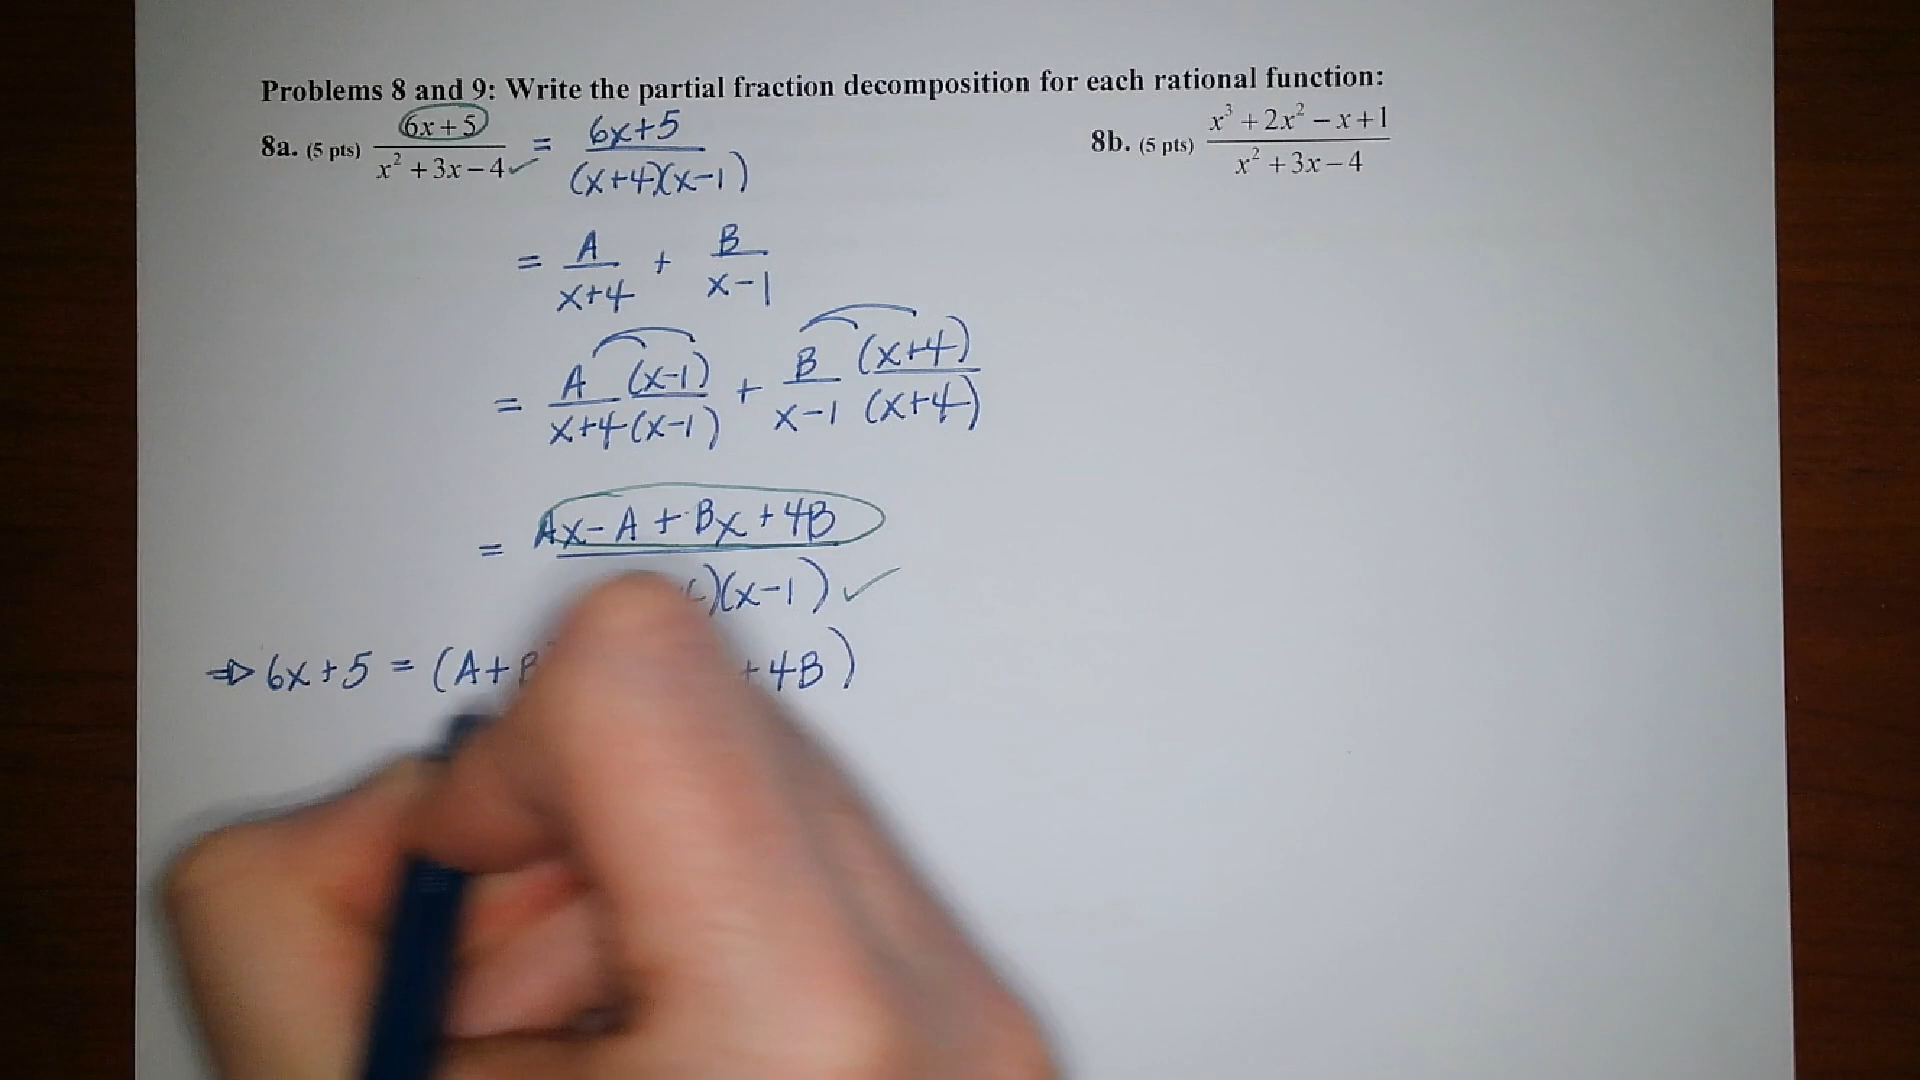 Problems 8 and 9: Write the partial fraction decomposition for each rational function:
8a. (5 pts) 6x+5 / x² +3x−4 = 6x+5 / (x+4)(x−1)
8b. (5 pts) x³ +2x² −x+1 / x² +3x−4
= A / x+4 + B / x−1
= A (x−1) / x+4 (x−1) + B (x+4) / x−1 (x+4)
= Ax−A + Bx + 4B / )(x−1)
⇒ 6x+5 = (A+B +4B)